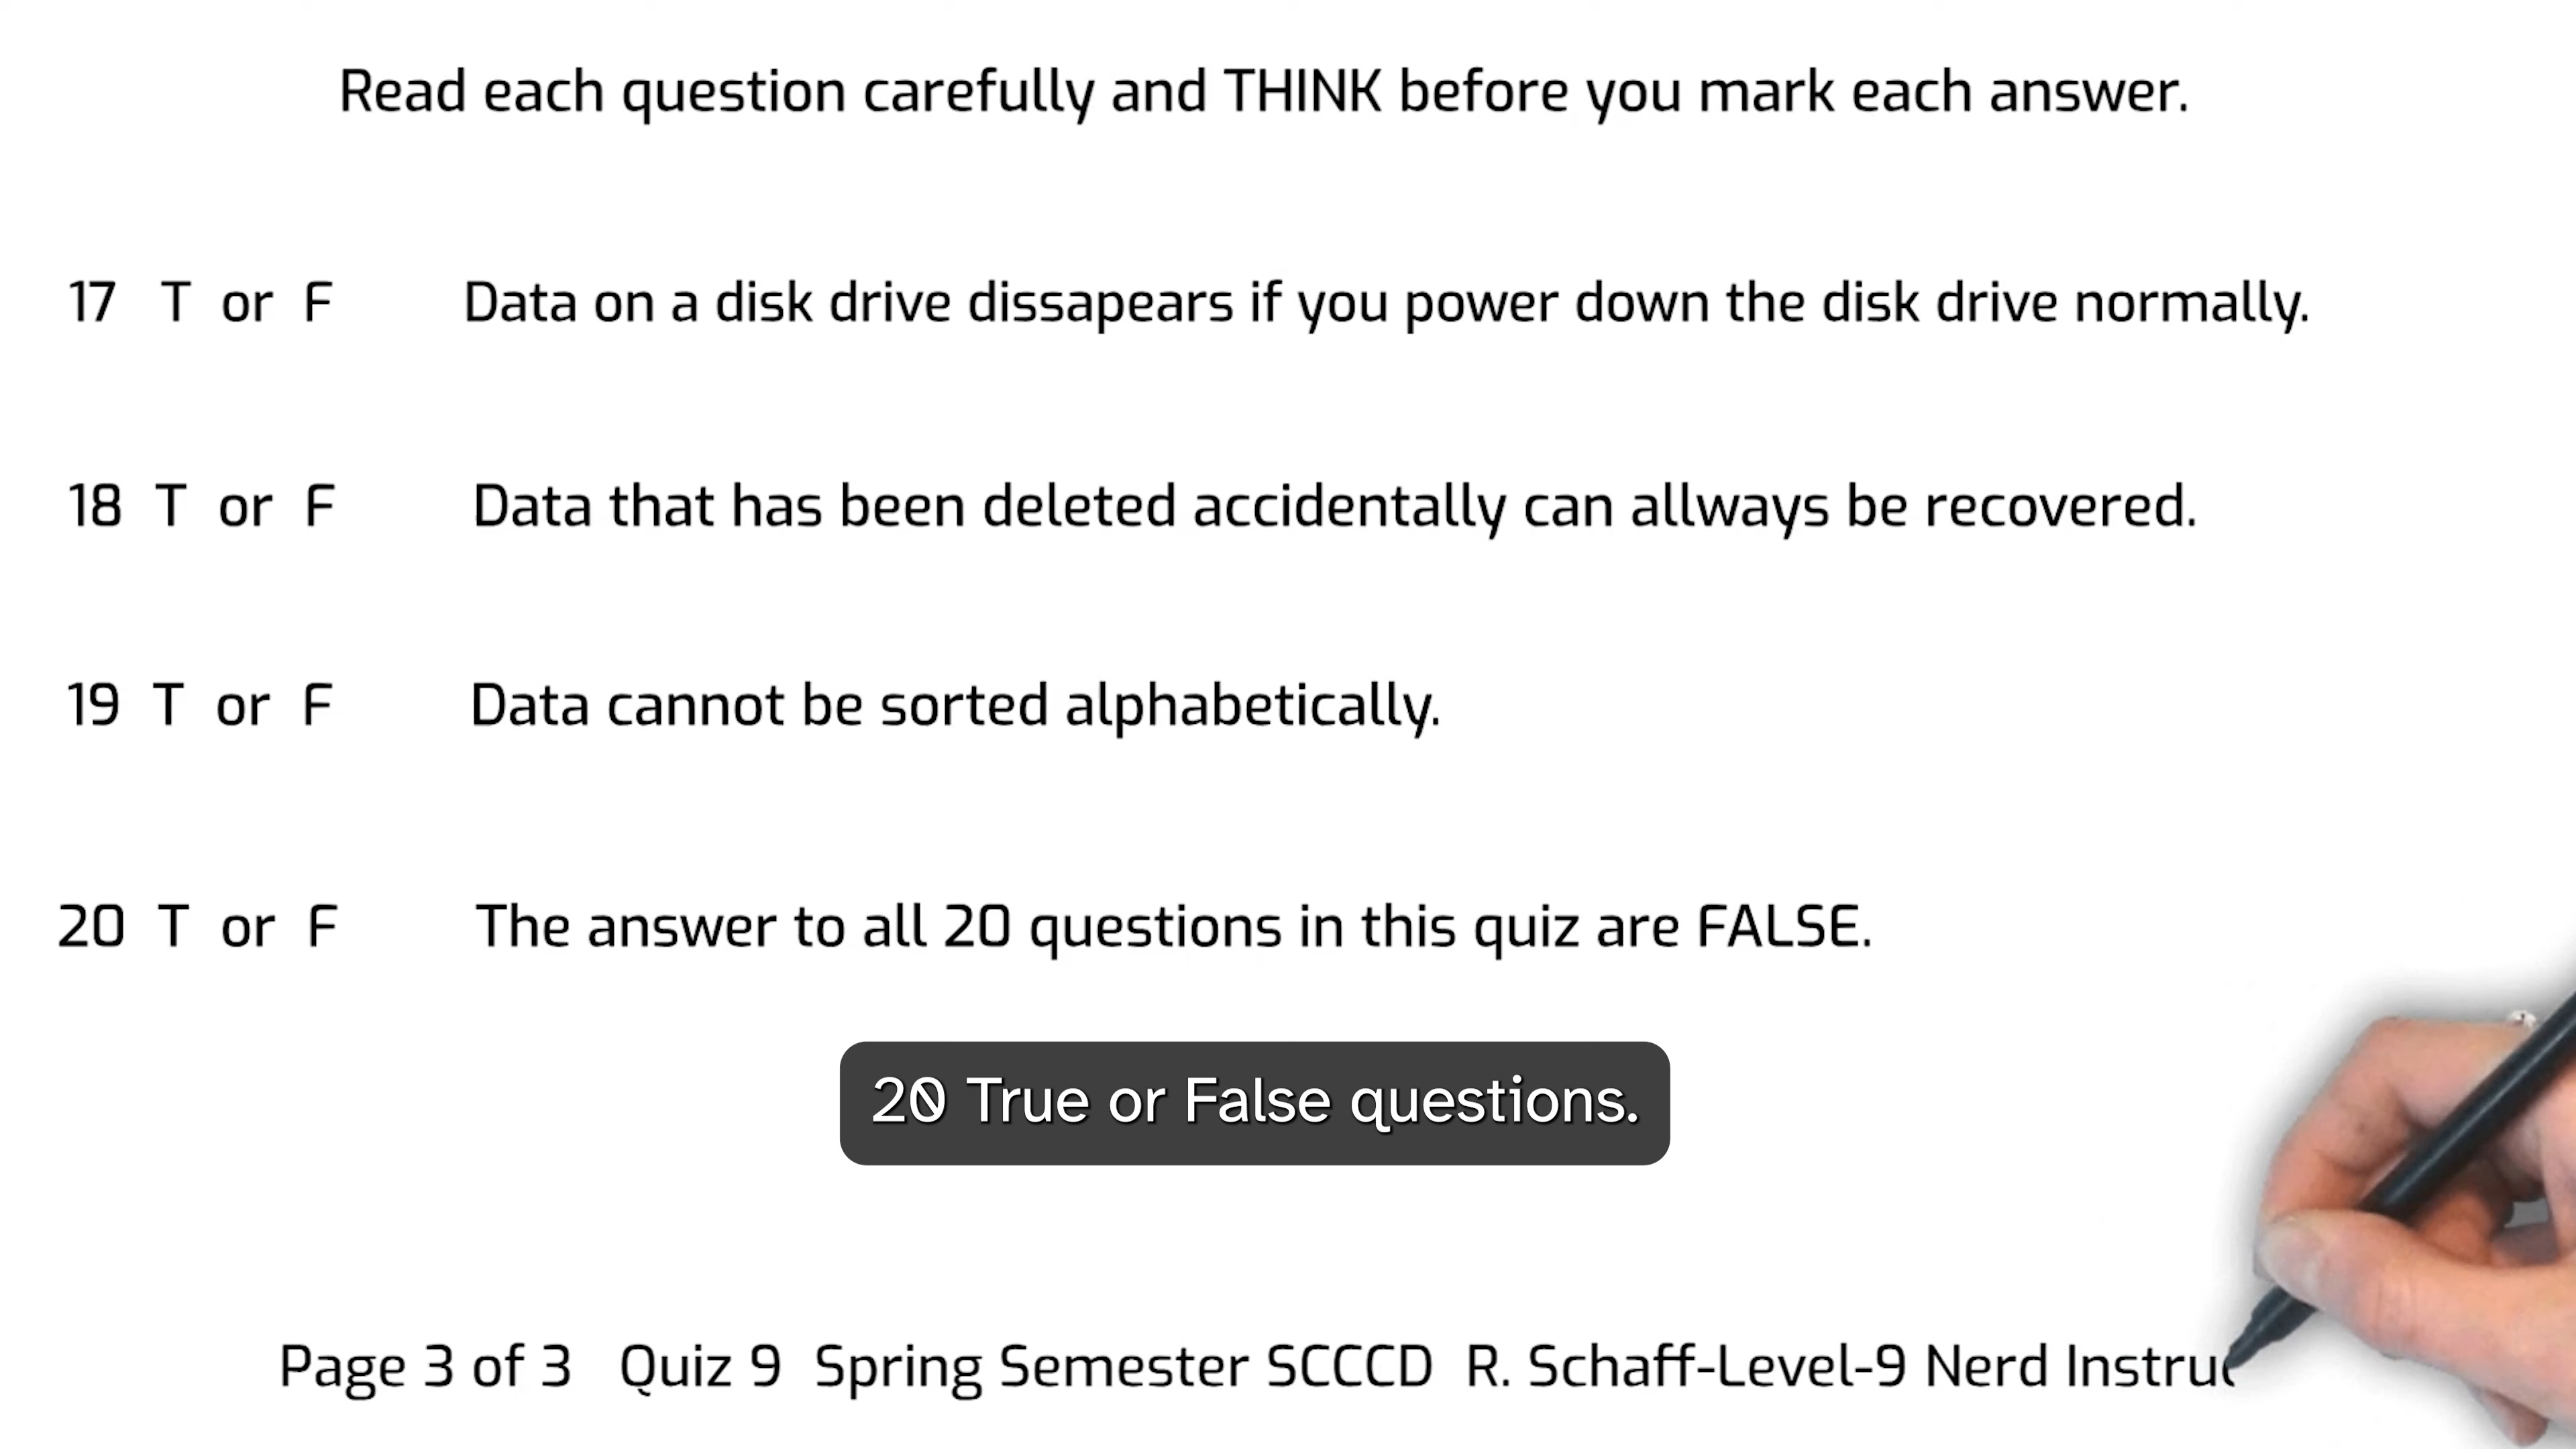 Read each question carefully and THINK before you mark each answer.
17 T or F Data on a disk drive dissapears if you power down the disk drive normally.
18 T or F Data that has been deleted accidentally can allways be recovered.
19 T or F Data cannot be sorted alphabetically.
20 T or F The answer to all 20 questions in this quiz are FALSE.
20 True or False questions.
Page 3 of 3 Quiz 9 Spring Semester SCCCD R. Schaff-Level-9 Nerd Instruc